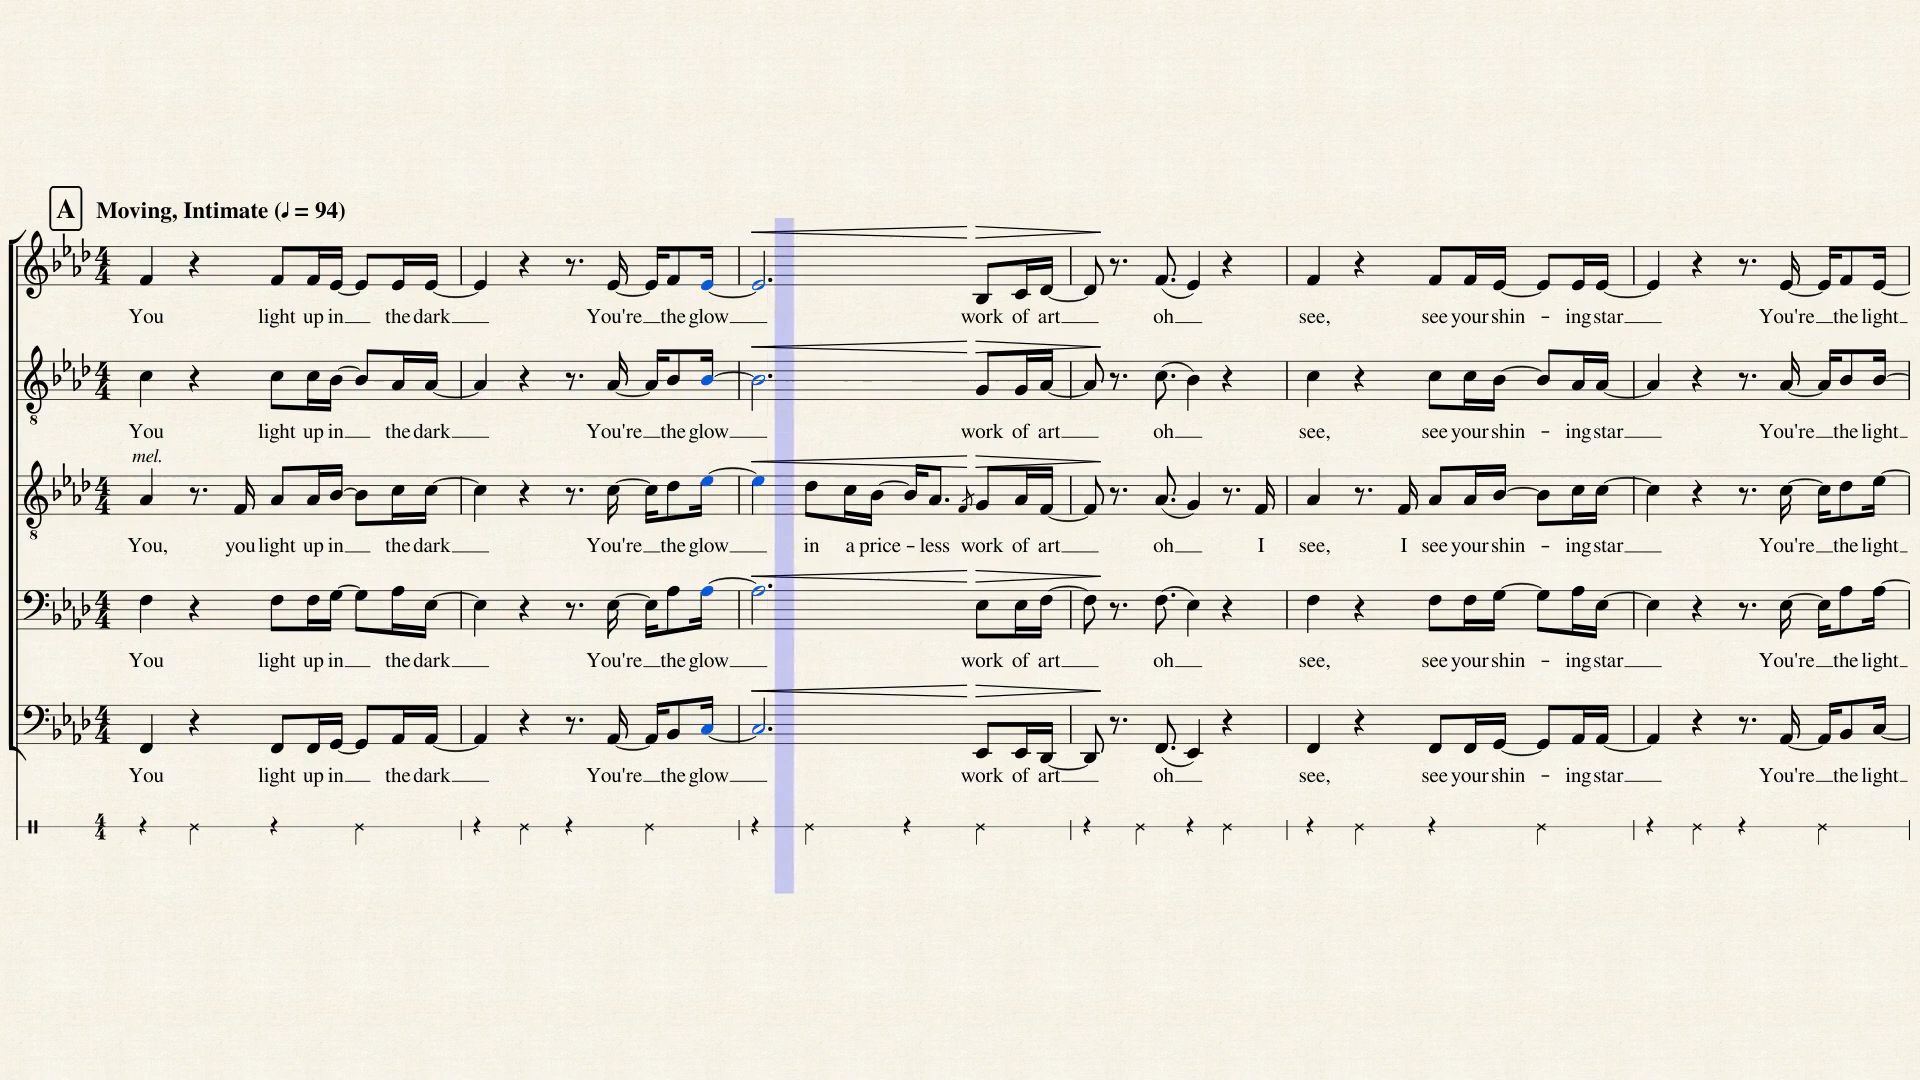 A Moving, Intimate (♩ = 94)
You light up in the dark You're the glow work of art oh see, see your shin - ing star You're the light
You light up in the dark You're the glow work of art oh see, see your shin - ing star You're the light
mel.
You, you light up in the dark You're the glow in a price - less work of art oh I see, I see your shin - ing star You're the light
You light up in the dark You're the glow work of art oh see, see your shin - ing star You're the light
You light up in the dark You're the glow work of art oh see, see your shin - ing star You're the light